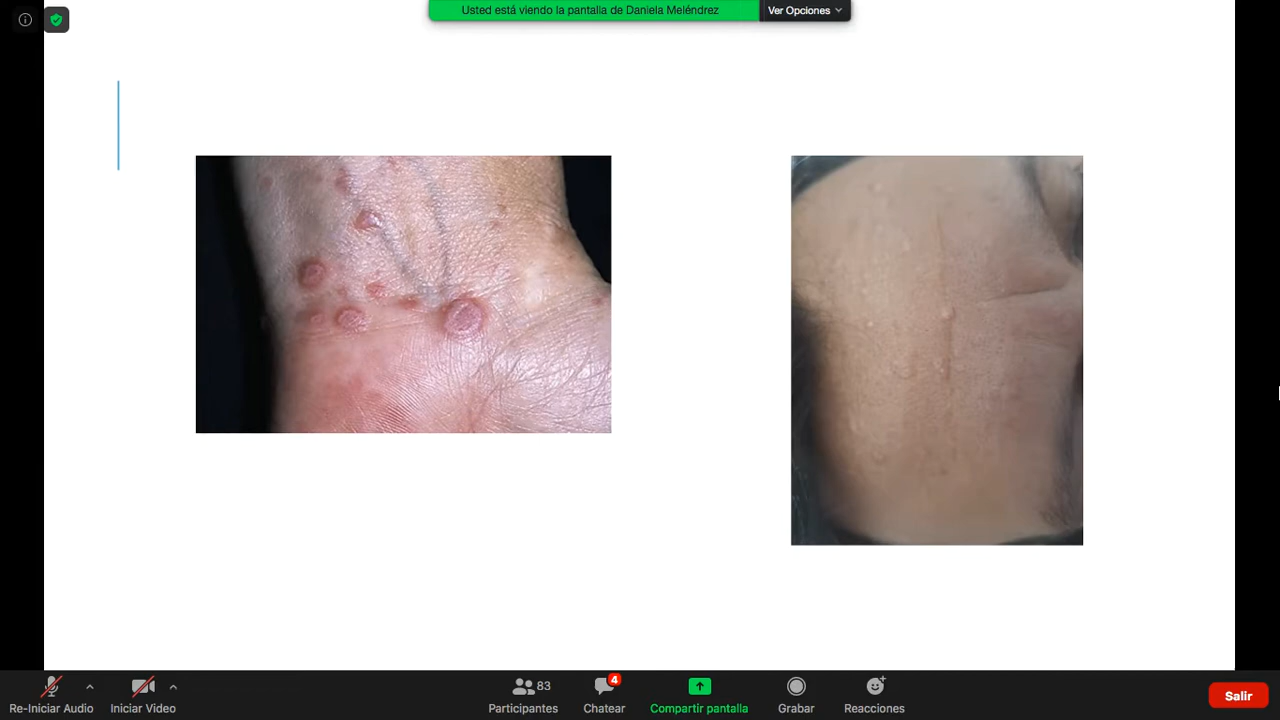 Usted está viendo la pantalla de Daniela Meléndrez
Ver Opciones
Re-Iniciar Audio
Iniciar Video
83
Participantes
4
Chatear
Compartir pantalla
Grabar
Reacciones
Salir